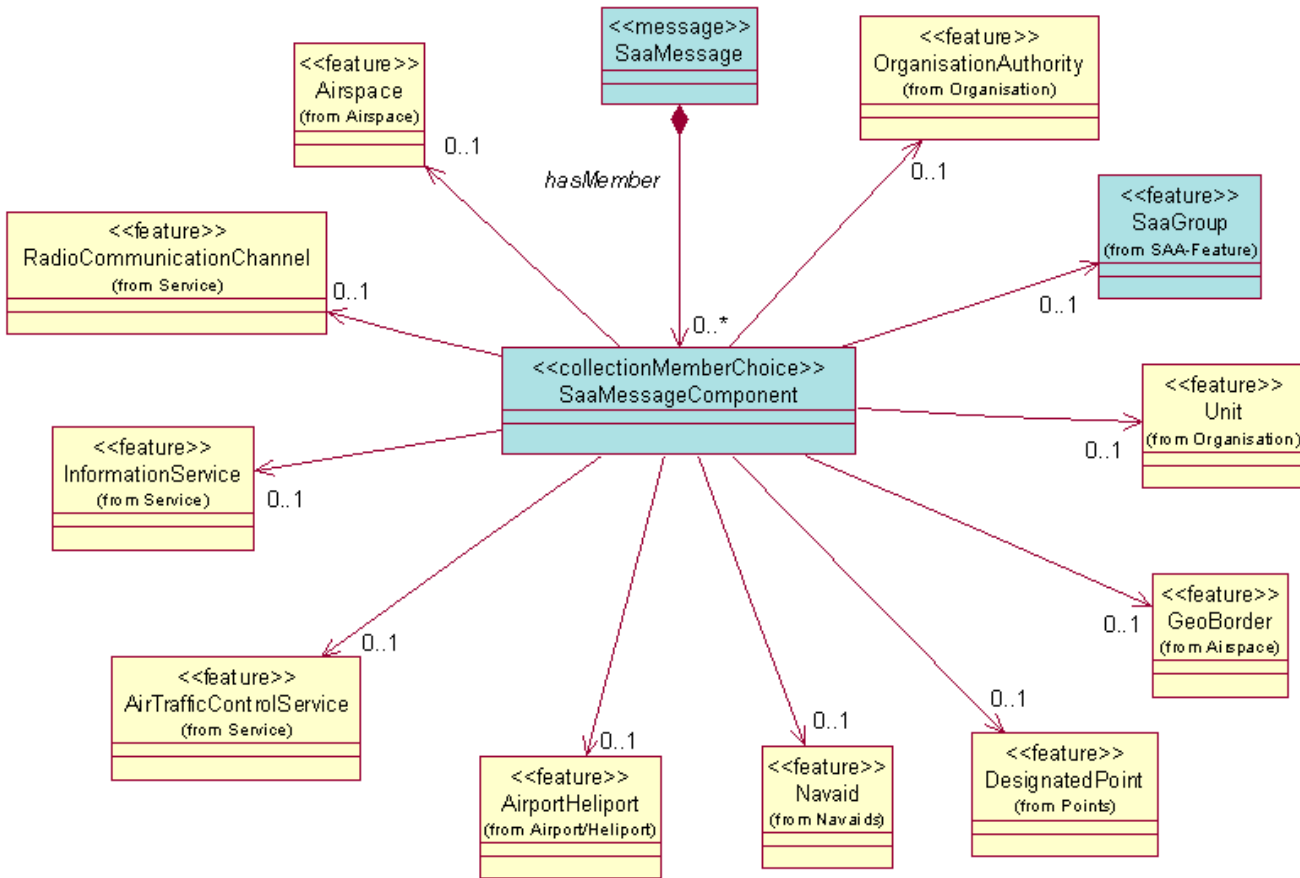 <<message>>
SaaMessage
<<feature>>
OrganisationAuthority
(from Organisation)
0..1
<<feature>>
Airspace
(from Airspace)
0..1
hasMember
<<feature>>
SaaGroup
(from SAA-Feature)
0..1
<<feature>>
RadioCommunicationChannel
(from Service)
0..1
0..*
<<collectionMemberChoice>>
SaaMessageComponent
<<feature>>
Unit
(from Organisation)
0..1
<<feature>>
InformationService
(from Service)
0..1
<<feature>>
GeoBorder
(from Airspace)
0..1
<<feature>>
AirTrafficControlService
(from Service)
0..1
<<feature>>
AirportHeliport
(from Airport/Heliport)
0..1
<<feature>>
Navaid
(from Navaids)
0..1
<<feature>>
DesignatedPoint
(from Points)
0..1